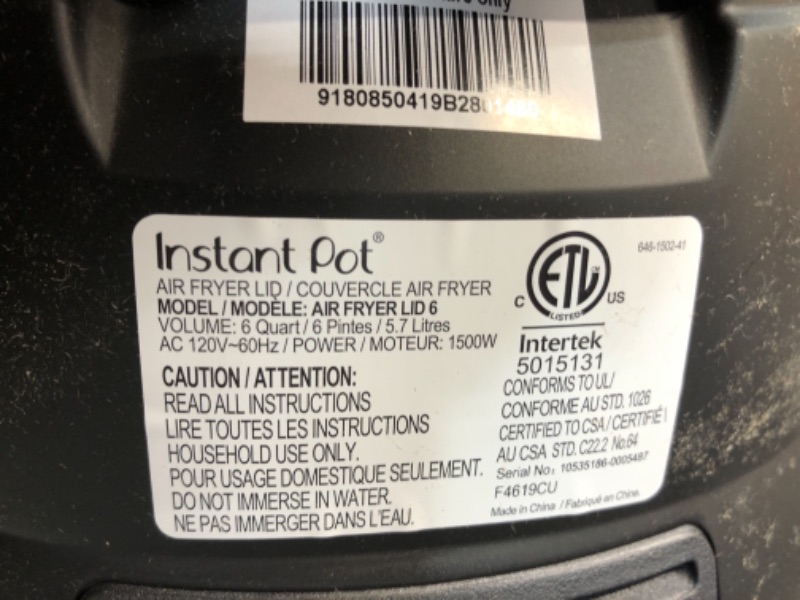 Only
9180850419B280
Instant Pot®
AIR FRYER LID / COUVERCLE AIR FRYER
MODEL / MODÈLE: AIR FRYER LID 6
VOLUME: 6 Quart / 6 Pintes / 5.7 Litres
AC 120V~60Hz / POWER / MOTEUR: 1500W
CAUTION / ATTENTION:
READ ALL INSTRUCTIONS
LIRE TOUTES LES INSTRUCTIONS
HOUSEHOLD USE ONLY.
POUR USAGE DOMESTIQUE SEULEMENT.
DO NOT IMMERSE IN WATER.
NE PAS IMMERGER DANS L'EAU.
646-1502-41
ETL
CM
LISTED
C US
Intertek
5015131
CONFORMS TO UL/
CONFORME AU STD. 1026
CERTIFIED TO CSA / CERTIFIÉ
AU CSA STD. C22.2 No.64
Serial No: 10535186-0005487
F4619CU
Made in China / Fabriqué en Chine.